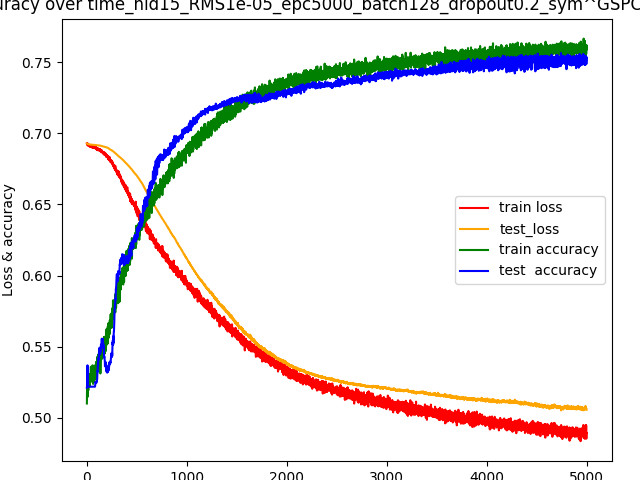 uracy over time_hid15_RMS1e-05_epc5000_batch128_dropout0.2_sym^GSPC
0.75
0.70
0.65
0.60
0.55
0.50
Loss & accuracy
train loss
test_loss
train accuracy
test accuracy
0 1000 2000 3000 4000 5000